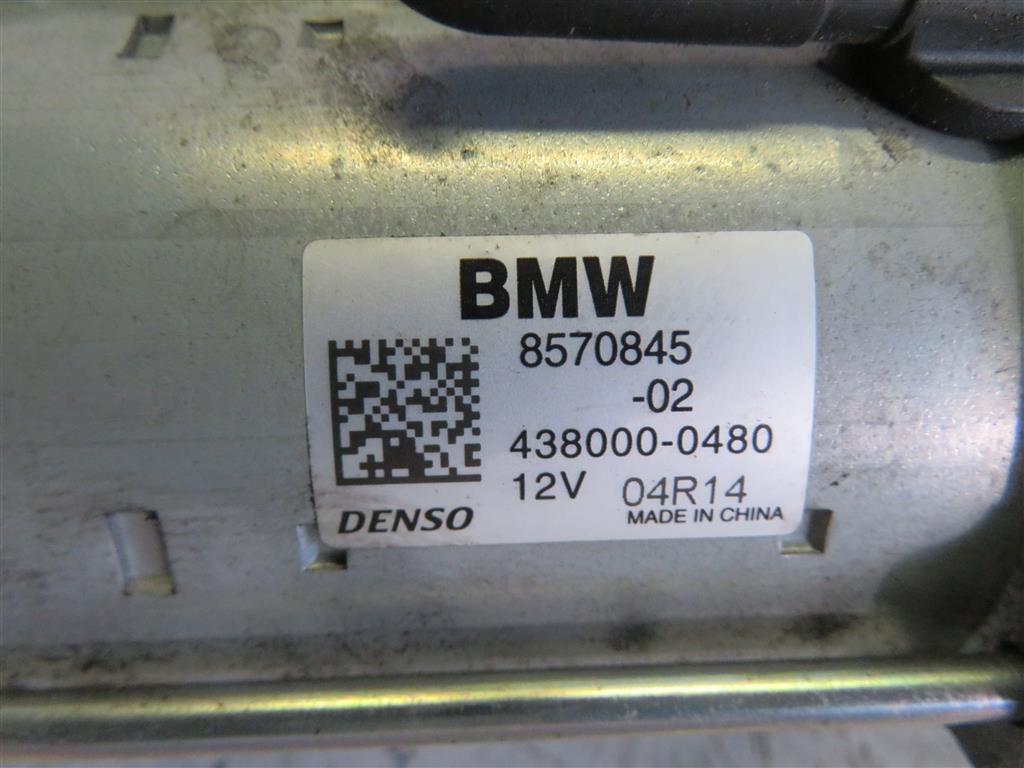 BMW
8570845
-02
438000-0480
12V 04R14
DENSO MADE IN CHINA